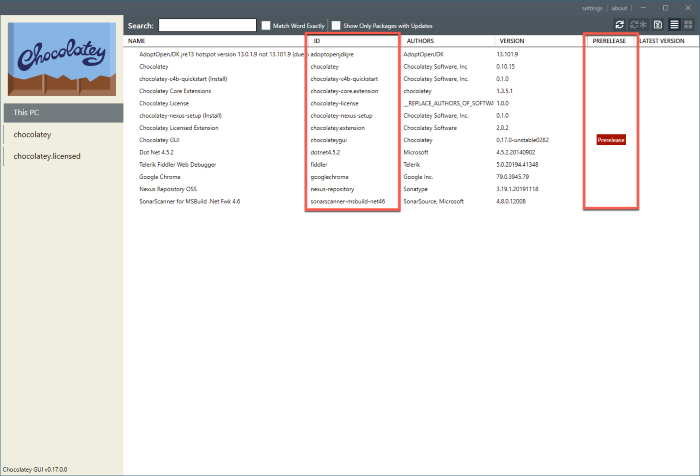 settings | about
Chocolatey
Search: Match Word Exactly Show Only Packages with Updates
NAME ID AUTHORS VERSION PRERELEASE LATEST VERSION
AdoptOpenJDK jre13 hotspot version 13.0.1.9 not 13.101.9 (due adoptopenjdkjre AdoptOpenJDK 13.101.9
Chocolatey chocolatey Chocolatey Software, Inc 0.10.15
chocolatey-c4b-quickstart (Install) chocolatey-c4b-quickstart Chocolatey Software, Inc. 0.1.0
Chocolatey Core Extensions chocolatey-core.extension chocolatey 1.3.5.1
Chocolatey License chocolatey-license __REPLACE_AUTHORS_OF_SOFTW 1.0.0
chocolatey-nexus-setup (Install) chocolatey-nexus-setup Chocolatey Software, Inc. 0.1.0
Chocolatey Licensed Extension chocolatey.extension Chocolatey Software 2.0.2
Chocolatey GUI chocolateygui Chocolatey 0.17.0-unstable0282 Prerelease
Dot Net 4.5.2 dotnet4.5.2 Microsoft 4.5.2.20140902
Telerik Fiddler Web Debugger fiddler Telerik 5.0.20194.41348
Google Chrome googlechrome Google Inc. 79.0.3945.79
Nexus Repository OSS nexus-repository Sonatype 3.19.1.20191118
SonarScanner for MSBuild .Net Fwk 4.6 sonarscanner-msbuild-net46 SonarSource, Microsoft 4.8.0.12008
This PC
chocolatey
chocolatey.licensed
Chocolatey GUI v0.17.0.0